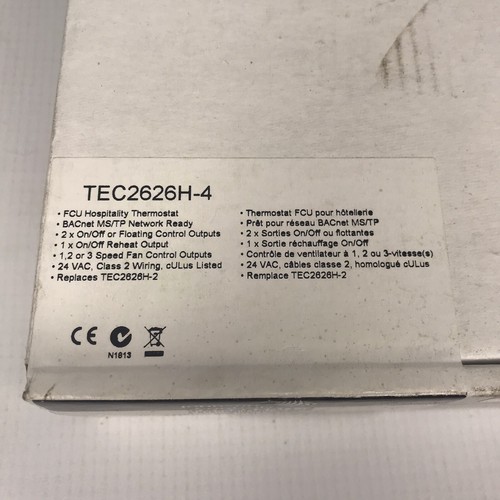 TEC2626H-4
• FCU Hospitality Thermostat
• BACnet MS/TP Network Ready
• 2 x On/Off or Floating Control Outputs
• 1 x On/Off Reheat Output
• 1,2 or 3 Speed Fan Control Outputs
• 24 VAC, Class 2 Wiring, cULus Listed
• Replaces TEC2626H-2
• Thermostat FCU pour hôtellerie
• Prêt pour réseau BACnet MS/TP
• 2 x Sorties On/Off ou flottantes
• 1 x Sortie réchauffage On/Off
• Contrôle de ventilateur à 1, 2 ou 3-vitesse(s)
• 24 VAC, câbles classe 2, homologué cULus
• Remplace TEC2626H-2
CE
N1813